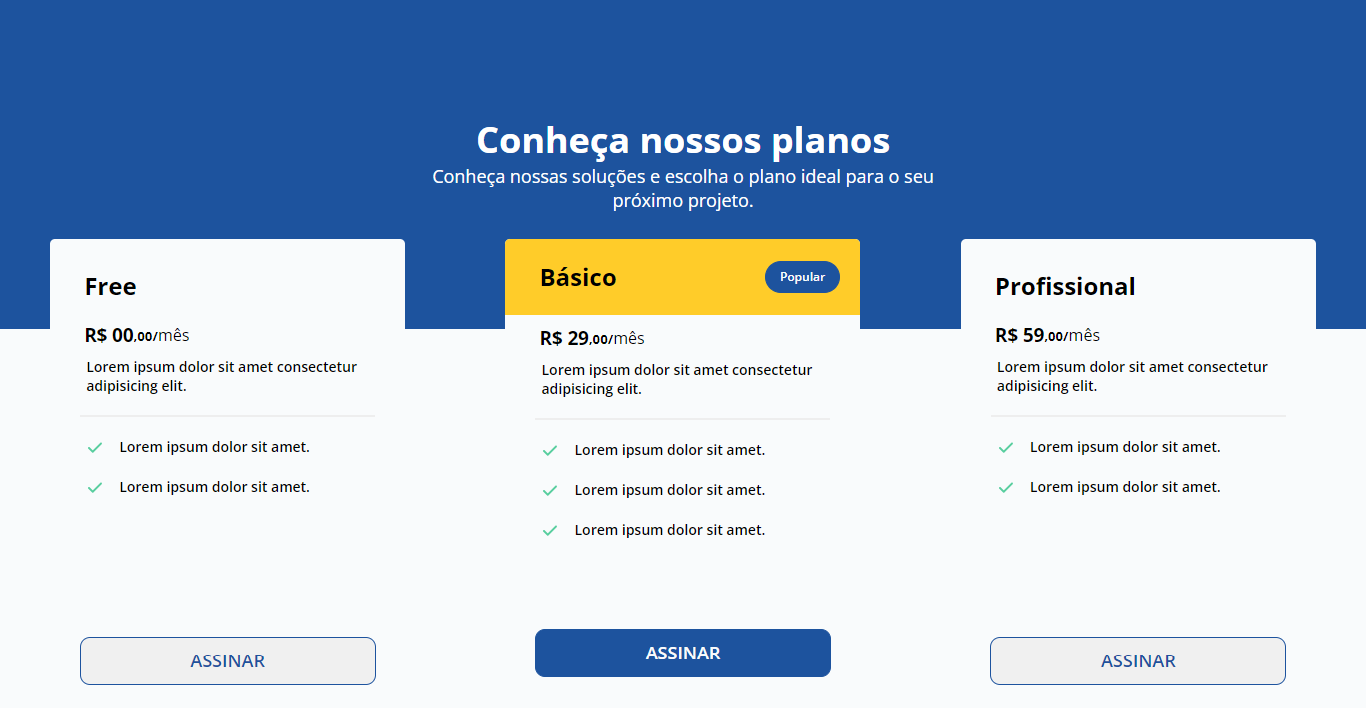 Conheça nossos planos
Conheça nossas soluções e escolha o plano ideal para o seu
próximo projeto.
Free
R$ 00,00/mês
Lorem ipsum dolor sit amet consectetur
adipisicing elit.
Lorem ipsum dolor sit amet.
Lorem ipsum dolor sit amet.
ASSINAR
Básico
Popular
R$ 29,00/mês
Lorem ipsum dolor sit amet consectetur
adipisicing elit.
Lorem ipsum dolor sit amet.
Lorem ipsum dolor sit amet.
Lorem ipsum dolor sit amet.
ASSINAR
Profissional
R$ 59,00/mês
Lorem ipsum dolor sit amet consectetur
adipisicing elit.
Lorem ipsum dolor sit amet.
Lorem ipsum dolor sit amet.
ASSINAR